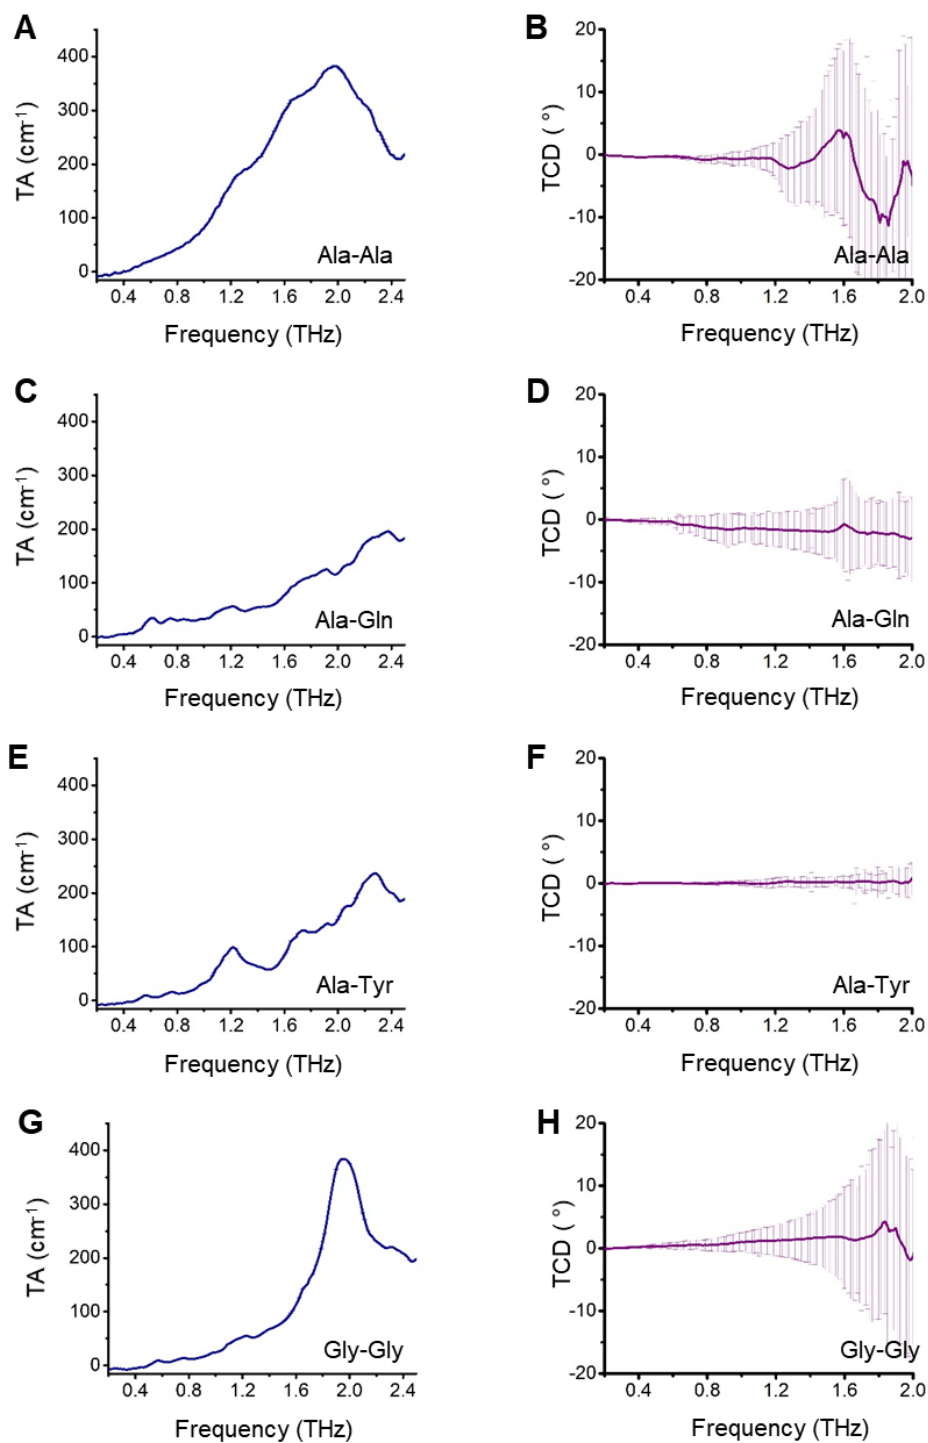 A
B
TA (cm⁻¹)
400
300
200
100
0
Ala-Ala
0.4 0.8 1.2 1.6 2.0 2.4
Frequency (THz)
TCD ( °)
20
10
0
-10
-20
Ala-Ala
0.4 0.8 1.2 1.6 2.0
Frequency (THz)
C
D
TA (cm⁻¹)
400
300
200
100
0
Ala-Gln
0.4 0.8 1.2 1.6 2.0 2.4
Frequency (THz)
TCD ( °)
20
10
0
-10
-20
Ala-Gln
0.4 0.8 1.2 1.6 2.0
Frequency (THz)
E
F
TA (cm⁻¹)
400
300
200
100
0
Ala-Tyr
0.4 0.8 1.2 1.6 2.0 2.4
Frequency (THz)
TCD ( °)
20
10
0
-10
-20
Ala-Tyr
0.4 0.8 1.2 1.6 2.0
Frequency (THz)
G
H
TA (cm⁻¹)
400
300
200
100
0
Gly-Gly
0.4 0.8 1.2 1.6 2.0 2.4
Frequency (THz)
TCD ( °)
20
10
0
-10
-20
Gly-Gly
0.4 0.8 1.2 1.6 2.0
Frequency (THz)